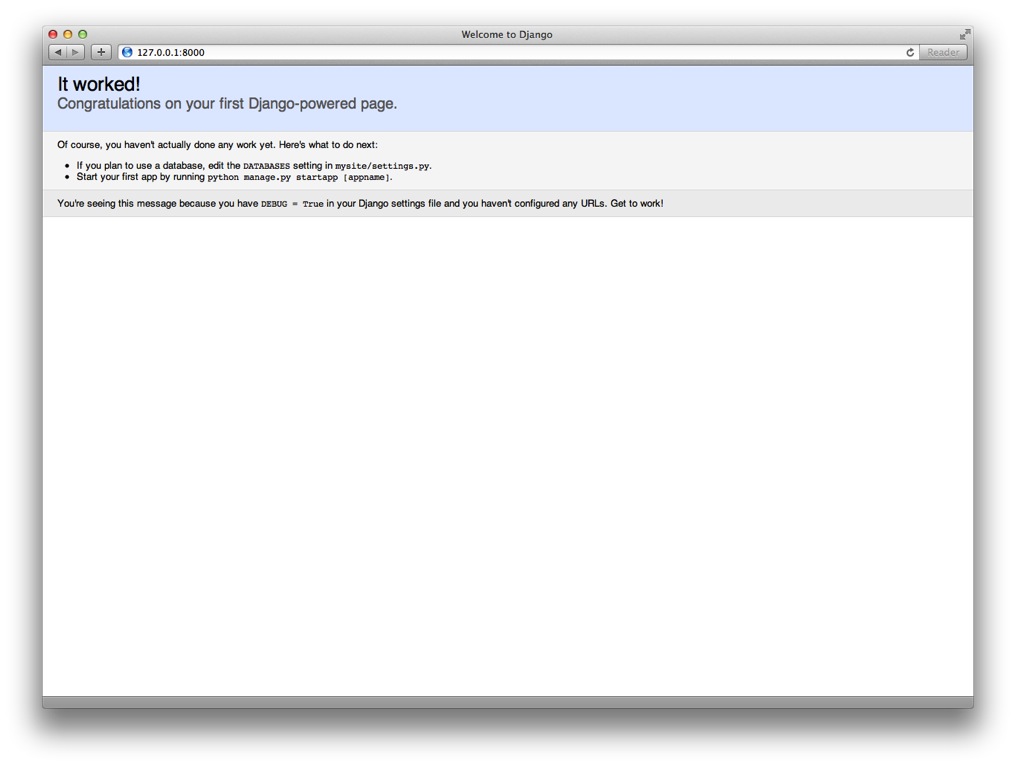 Welcome to Django
127.0.0.1:8000
Reader
It worked!
Congratulations on your first Django-powered page.
Of course, you haven't actually done any work yet. Here's what to do next:
If you plan to use a database, edit the DATABASES setting in mysite/settings.py.
Start your first app by running python manage.py startapp [appname].
You're seeing this message because you have DEBUG = True in your Django settings file and you haven't configured any URLs. Get to work!